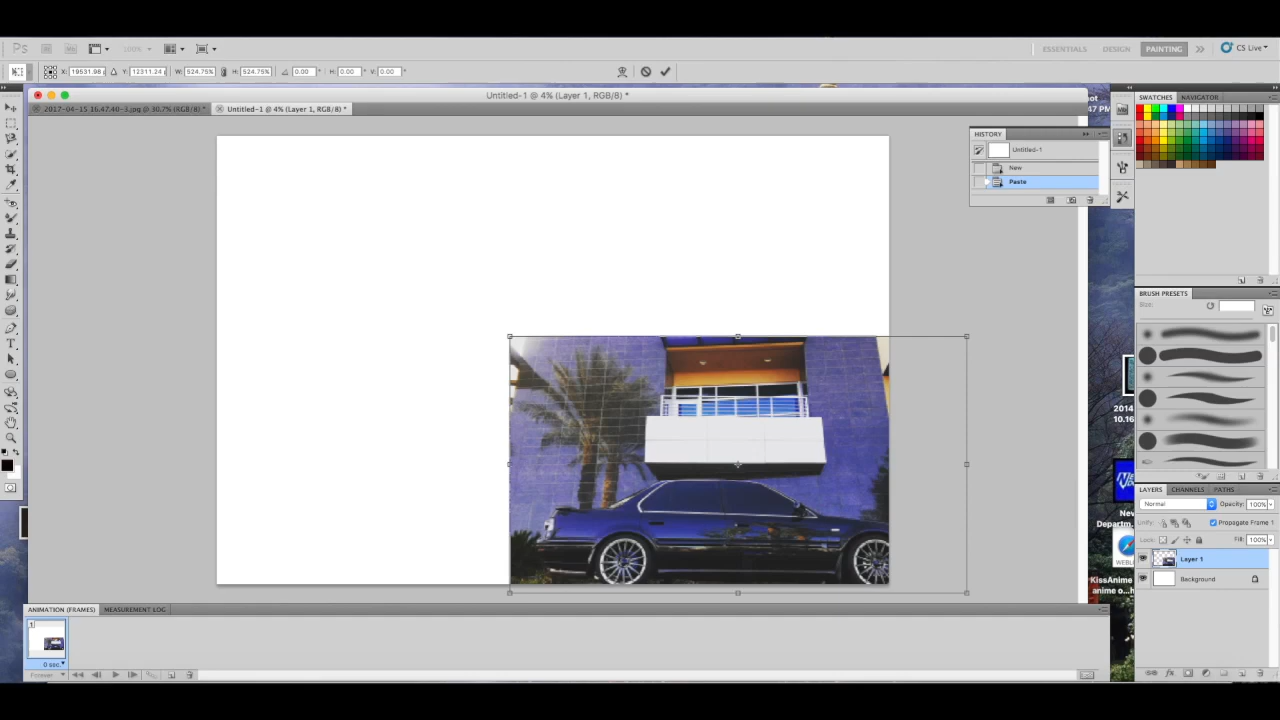 Ps 100% ESSENTIALS DESIGN PAINTING CS Live
X: 19531.98 Y: 12311.24 W: 524.75% H: 524.75% 0.00 ° H: 0.00 ° V: 0.00 °
Untitled-1 @ 4% (Layer 1, RGB/8) *
2017-04-15 16.47.40-3.jpg @ 30.7% (RGB/8) * Untitled-1 @ 4% (Layer 1, RGB/8) *
47 PM
SWATCHES NAVIGATOR
HISTORY
Untitled-1
New
Paste
BRUSH PRESETS
Size:
2014
10.16
New
Departm...
WEBL
KissAnime
anime o...h
LAYERS CHANNELS PATHS
Normal Opacity: 100%
Unify: Propagate Frame 1
Lock: Fill: 100%
Layer 1
Background
ANIMATION (FRAMES) MEASUREMENT LOG
1
0 sec.
Forever